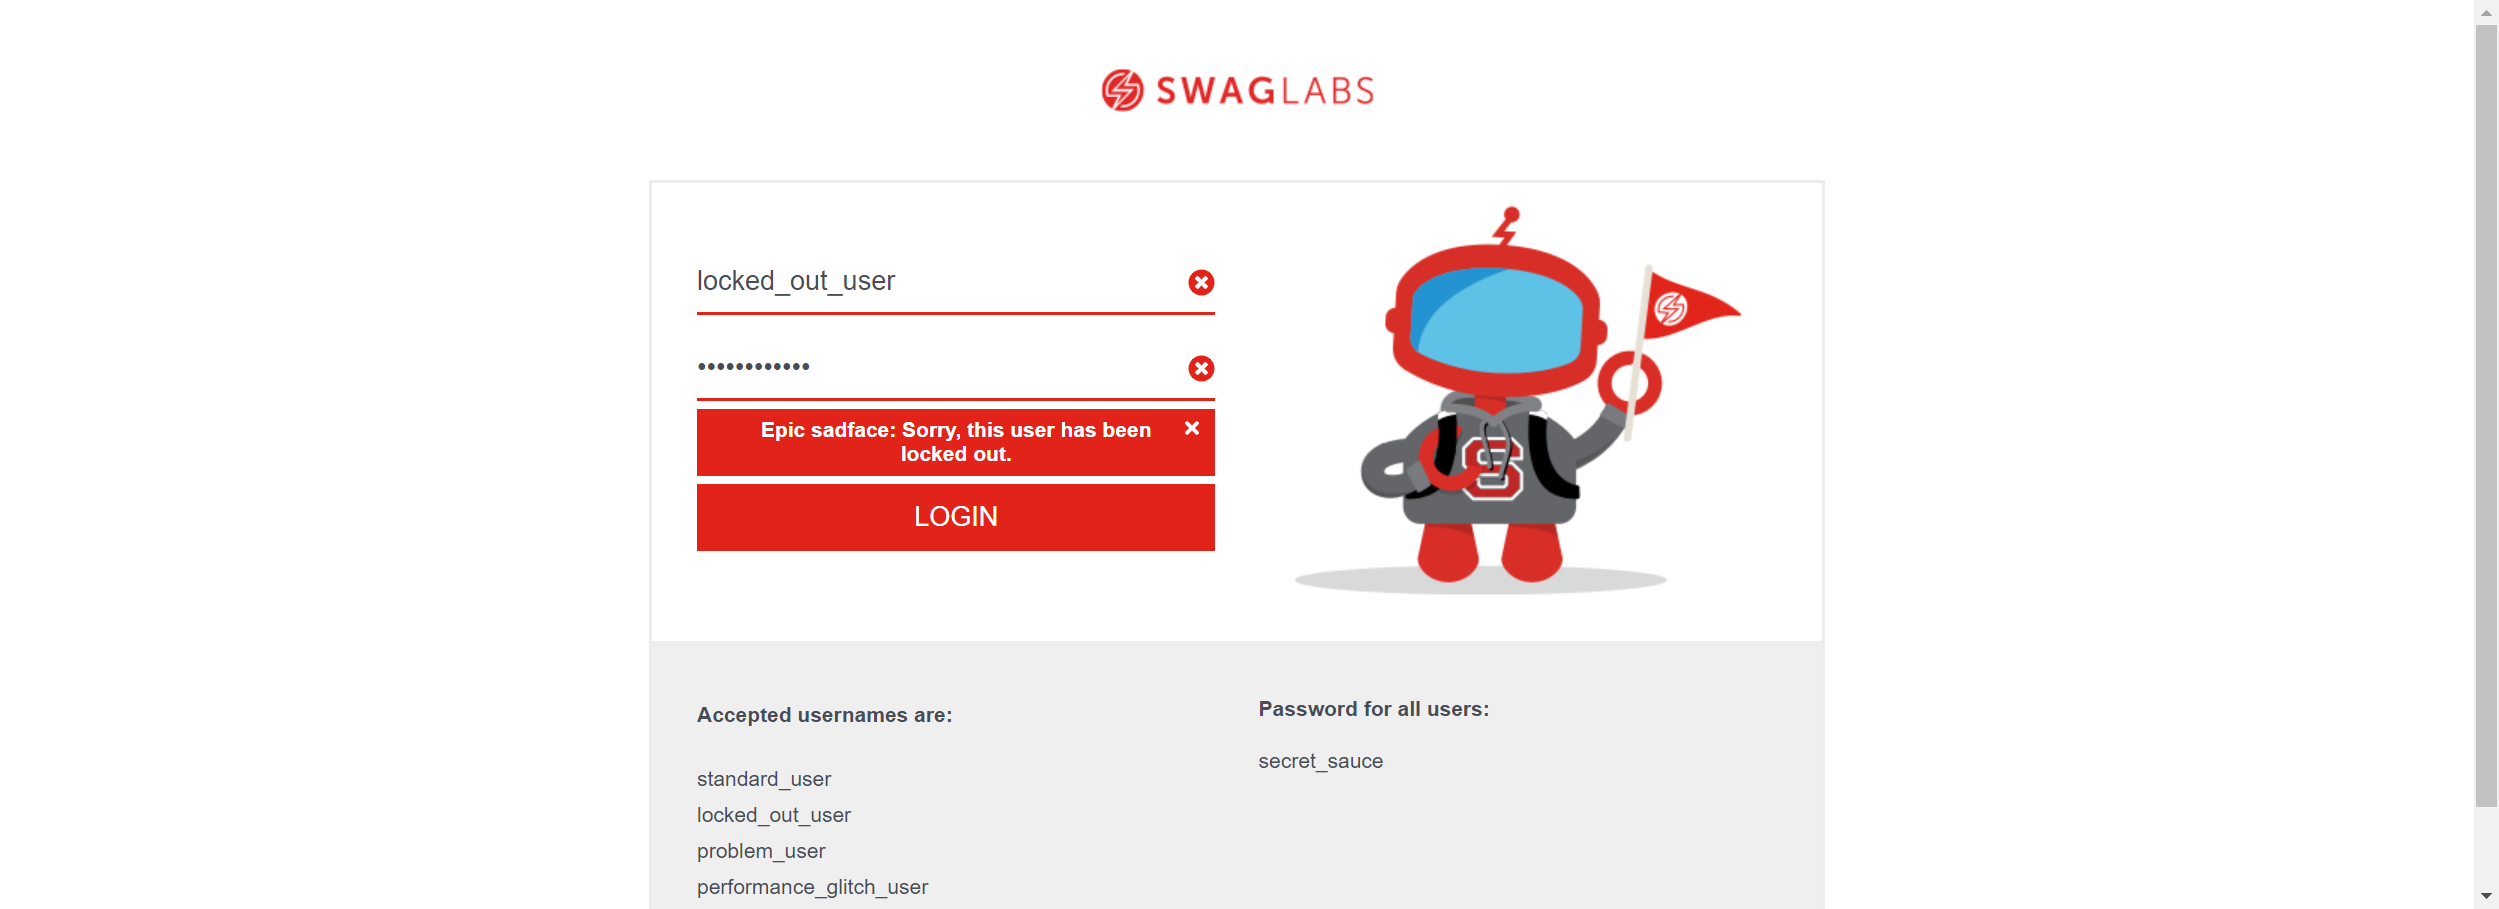 SWAGLABS
locked_out_user
••••••••••••
Epic sadface: Sorry, this user has been
locked out.
LOGIN
S
Accepted usernames are:
standard_user
locked_out_user
problem_user
performance_glitch_user
Password for all users:
secret_sauce